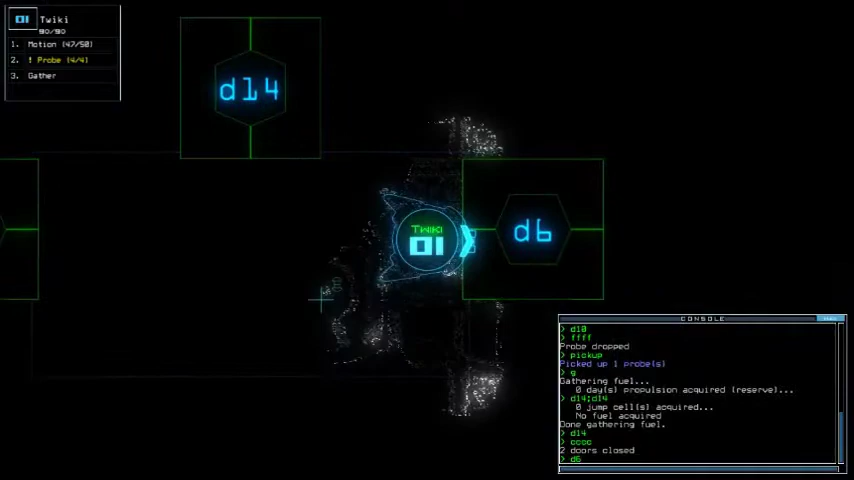 01 Twiki
90/90
1. Motion (47/50)
2. ! Probe (4/4)
3. Gather
d14
d6
Twiki
01
CONSOLE
> d10
> ffff
Probe dropped
> pickup
Picked up 1 probe(s)
> g
Gathering fuel...
0 day(s) propulsion acquired (reserve)...
> d14;d14
0 jump cell(s) acquired...
No fuel acquired
Done gathering fuel.
> d14
> cccc
2 doors closed
> d6